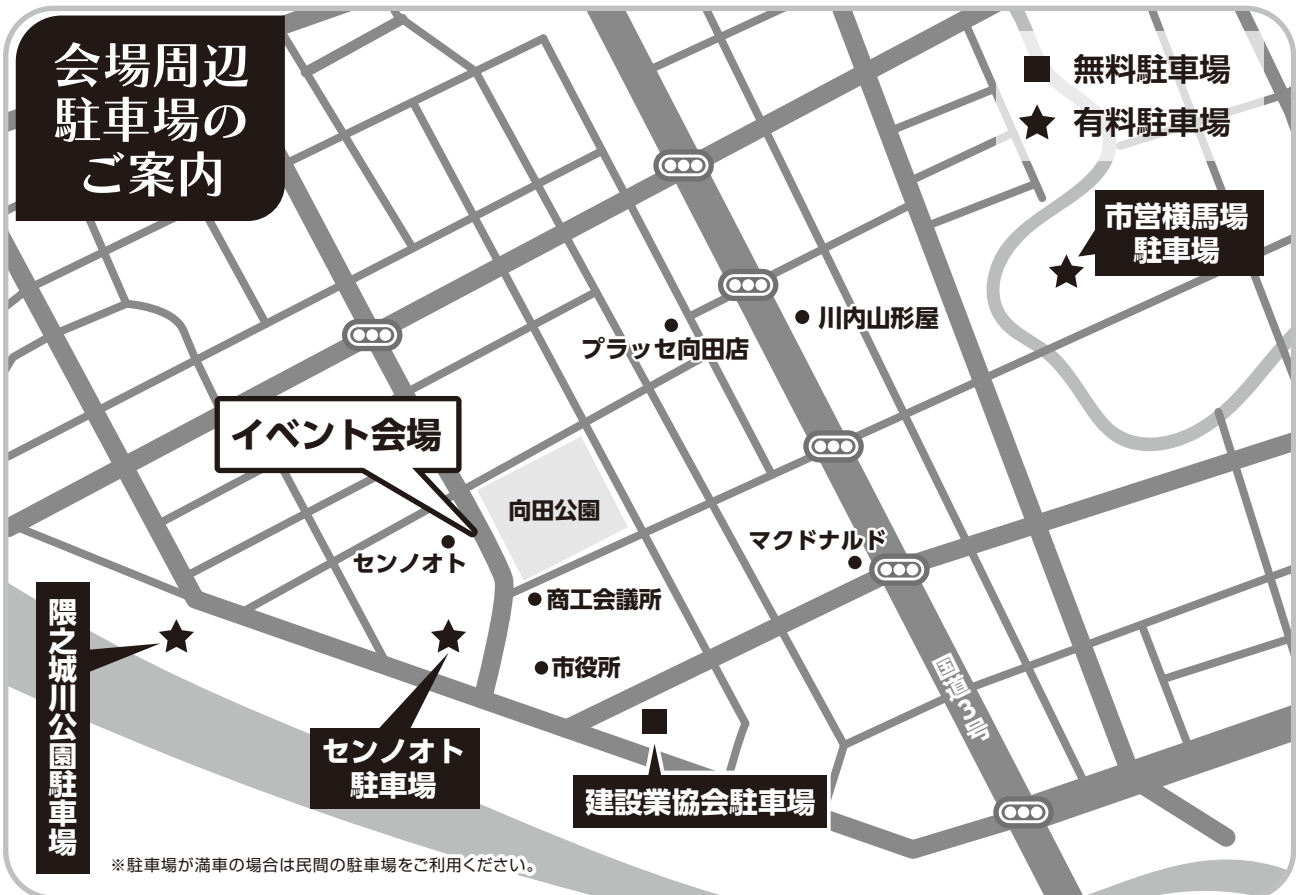 会場周辺
駐車場の
ご案内
無料駐車場
有料駐車場
市営横馬場
駐車場
川内山形屋
プラッセ向田店
イベント会場
向田公園
センノオト
マクドナルド
商工会議所
市役所
隈之城川公園駐車場
国道3号
センノオト
駐車場
建設業協会駐車場
※駐車場が満車の場合は民間の駐車場をご利用ください。